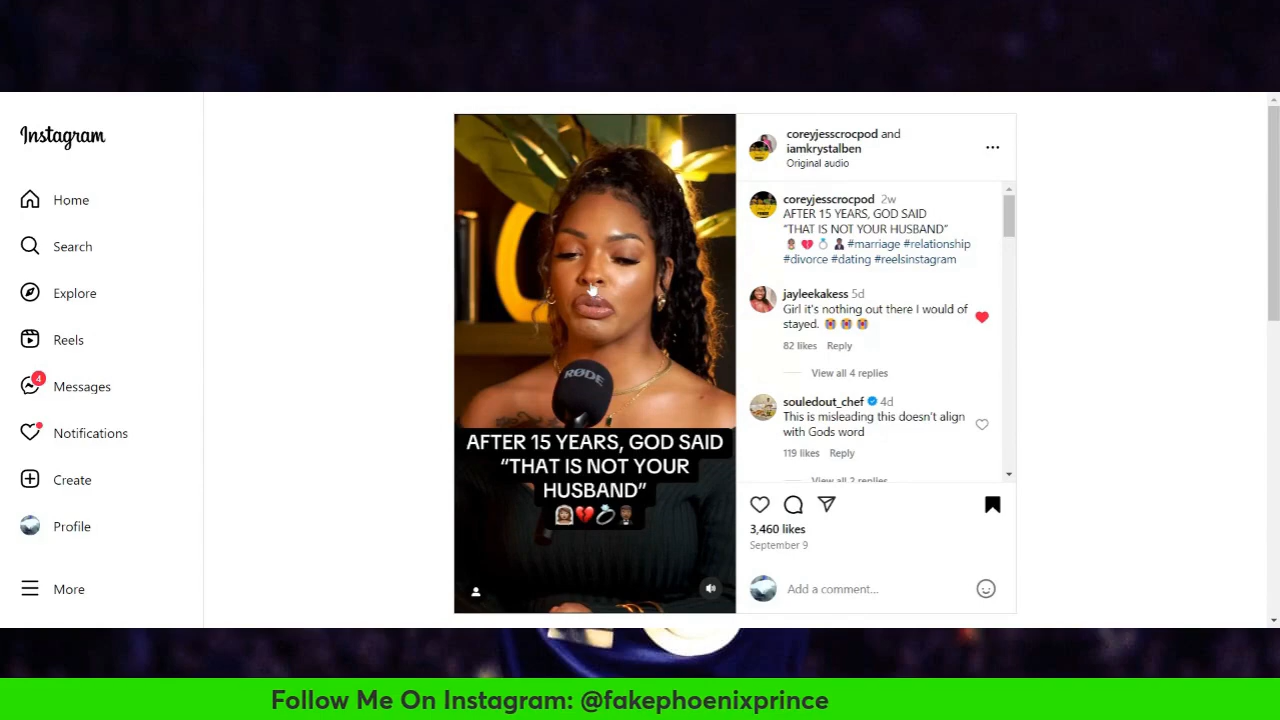 Instagram
Home
Search
Explore
Reels
4
Messages
Notifications
Create
Profile
More
RØDE
AFTER 15 YEARS, GOD SAID
“THAT IS NOT YOUR
HUSBAND”
coreyjesscrocpod and
iamkrystalben
Original audio
coreyjesscrocpod 2w
AFTER 15 YEARS, GOD SAID
“THAT IS NOT YOUR HUSBAND”
#marriage #relationship
#divorce #dating #reelsinstagram
jayleekakess 5d
Girl it's nothing out there I would of
stayed.
82 likes Reply
View all 4 replies
souledout_chef 4d
This is misleading this doesn't align
with Gods word
119 likes Reply
View all 2 replies
3,460 likes
September 9
Add a comment...
Follow Me On Instagram: @fakephoenixprince